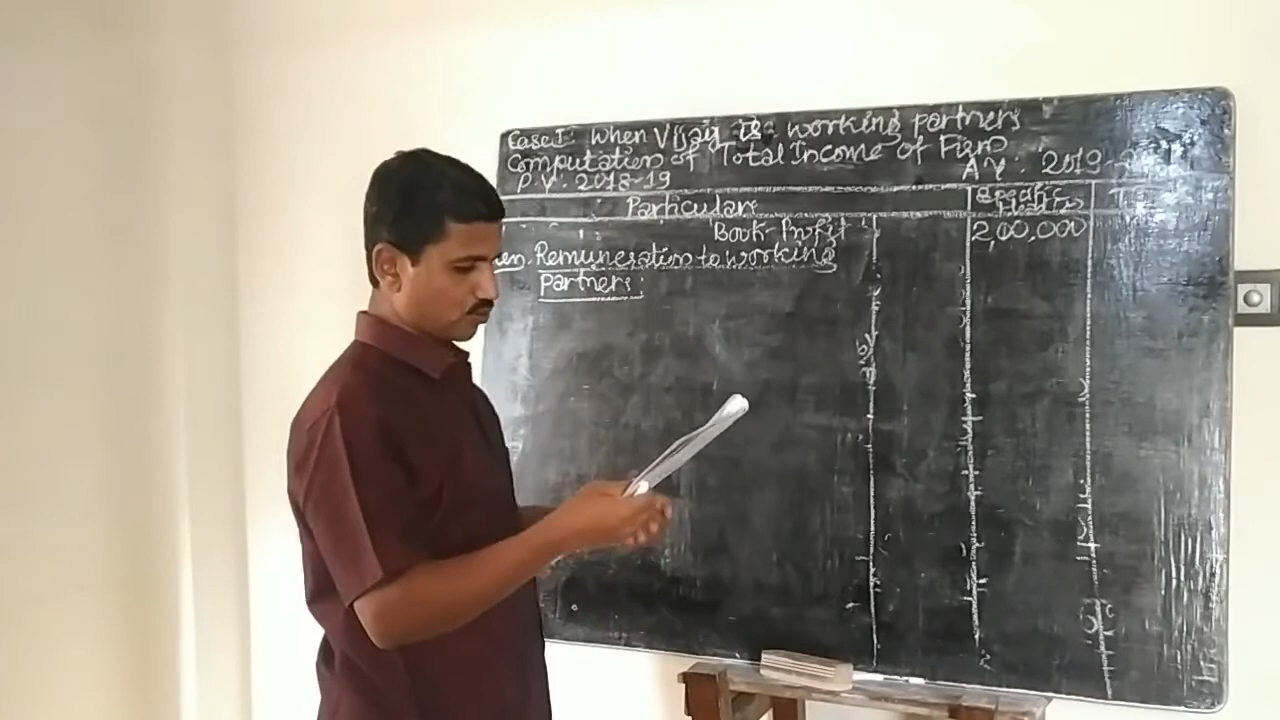 Case I: When Vijay is working partners
Computation of Total Income of Firm
P.Y: 2018-19 A.Y: 2019-
Particulars Specific
Book-Profit 2,00,000
Remuneration to working
partners: